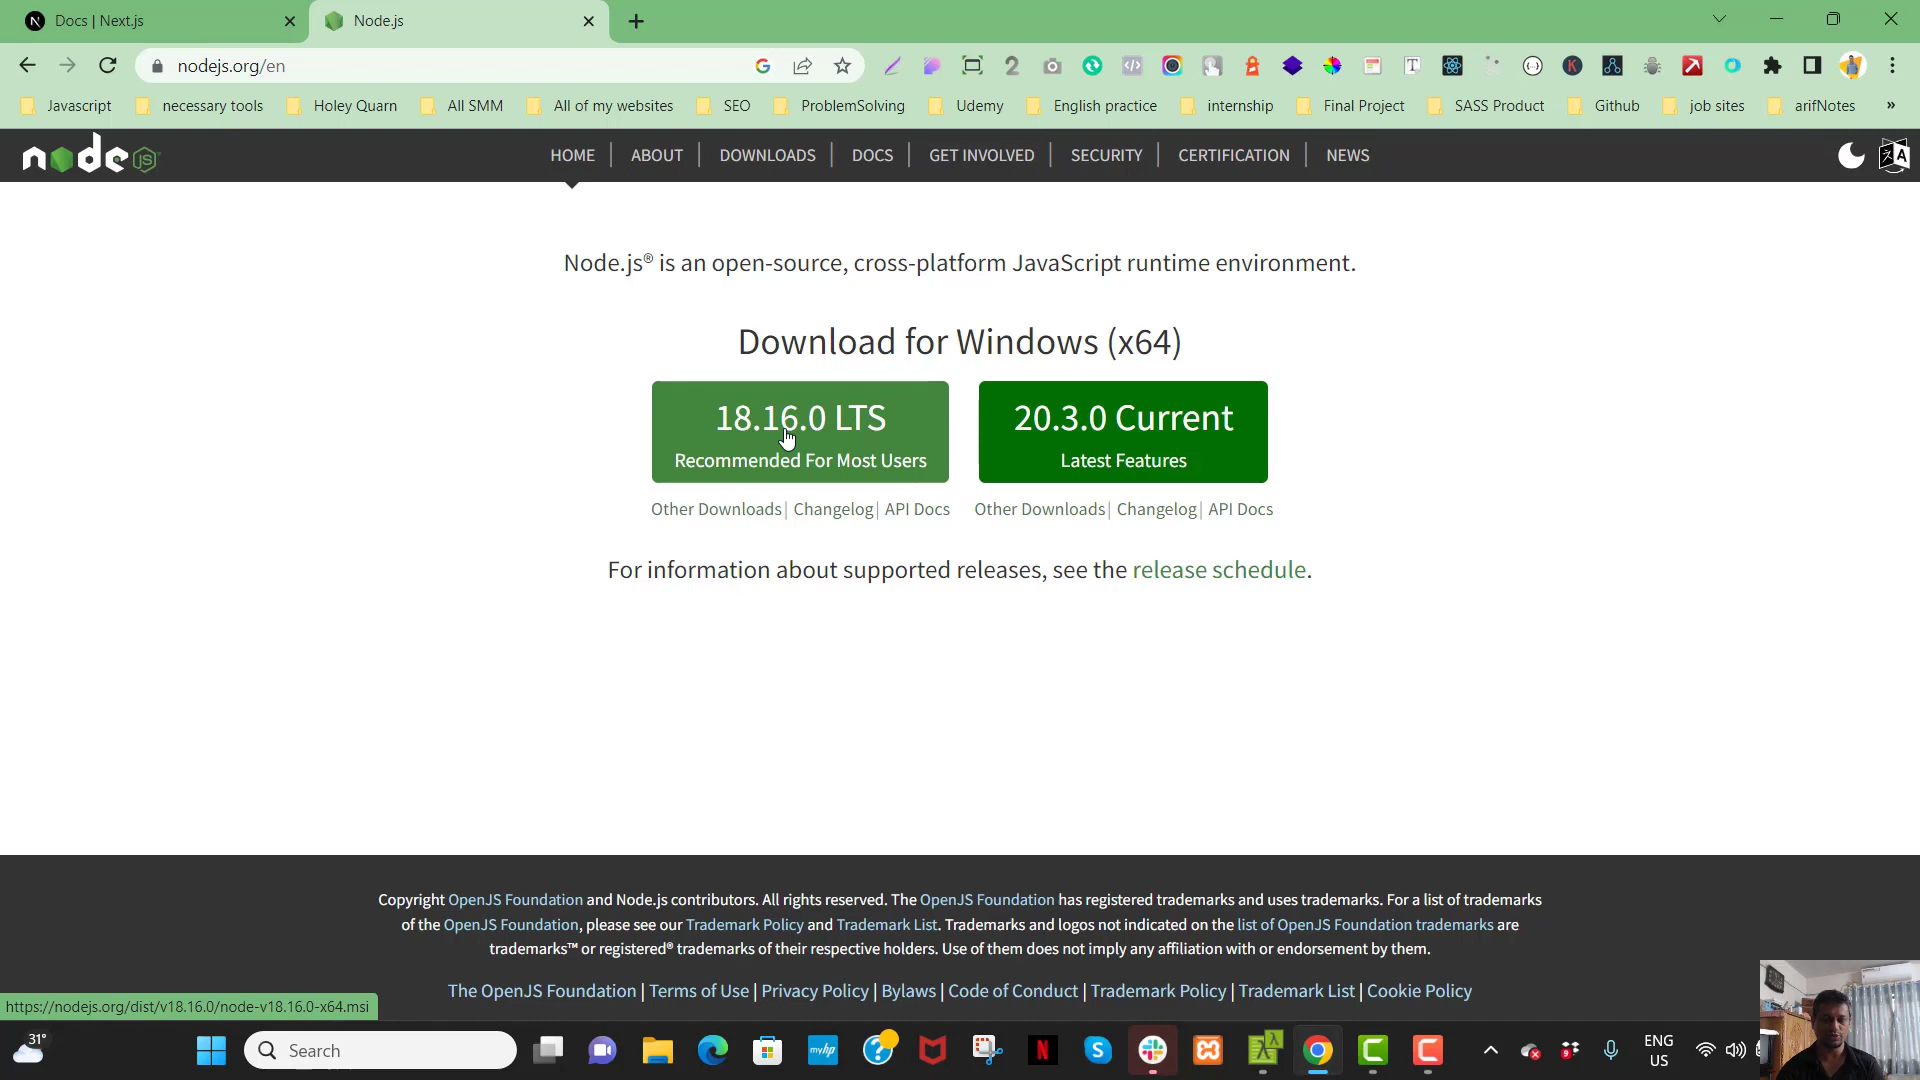 Docs | Next.js
Node.js
nodejs.org/en
Javascript
necessary tools
Holey Quarn
All SMM
All of my websites
SEO
ProblemSolving
Udemy
English practice
internship
Final Project
SASS Product
Github
job sites
arifNotes
»
node JS
HOME
ABOUT
DOWNLOADS
DOCS
GET INVOLVED
SECURITY
CERTIFICATION
NEWS
Node.js® is an open-source, cross-platform JavaScript runtime environment.
Download for Windows (x64)
18.16.0 LTS
Recommended For Most Users
20.3.0 Current
Latest Features
Other Downloads | Changelog | API Docs
Other Downloads | Changelog | API Docs
For information about supported releases, see the release schedule.
Copyright OpenJS Foundation and Node.js contributors. All rights reserved. The OpenJS Foundation has registered trademarks and uses trademarks. For a list of trademarks
of the OpenJS Foundation, please see our Trademark Policy and Trademark List. Trademarks and logos not indicated on the list of OpenJS Foundation trademarks are
trademarks™ or registered® trademarks of their respective holders. Use of them does not imply any affiliation with or endorsement by them.
The OpenJS Foundation | Terms of Use | Privacy Policy | Bylaws | Code of Conduct | Trademark Policy | Trademark List | Cookie Policy
https://nodejs.org/dist/v18.16.0/node-v18.16.0-x64.msi
31°
Search
myhp
ENG
US